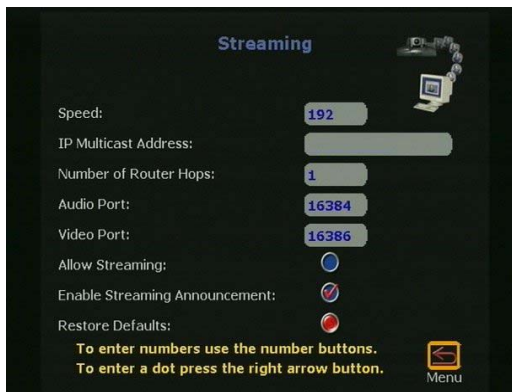 Streaming
Speed: 192
IP Multicast Address:
Number of Router Hops: 1
Audio Port: 16384
Video Port: 16386
Allow Streaming:
Enable Streaming Announcement:
Restore Defaults:
To enter numbers use the number buttons.
To enter a dot press the right arrow button.
Menu